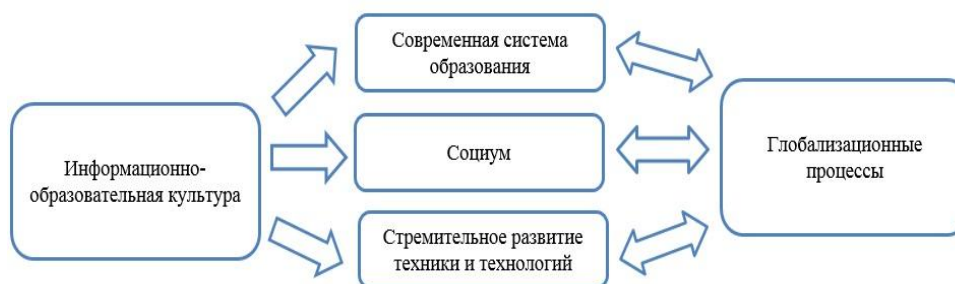 Современная система
образования
Информационно-
образовательная культура
Социум
Глобализационные
процессы
Стремительное развитие
техники и технологий